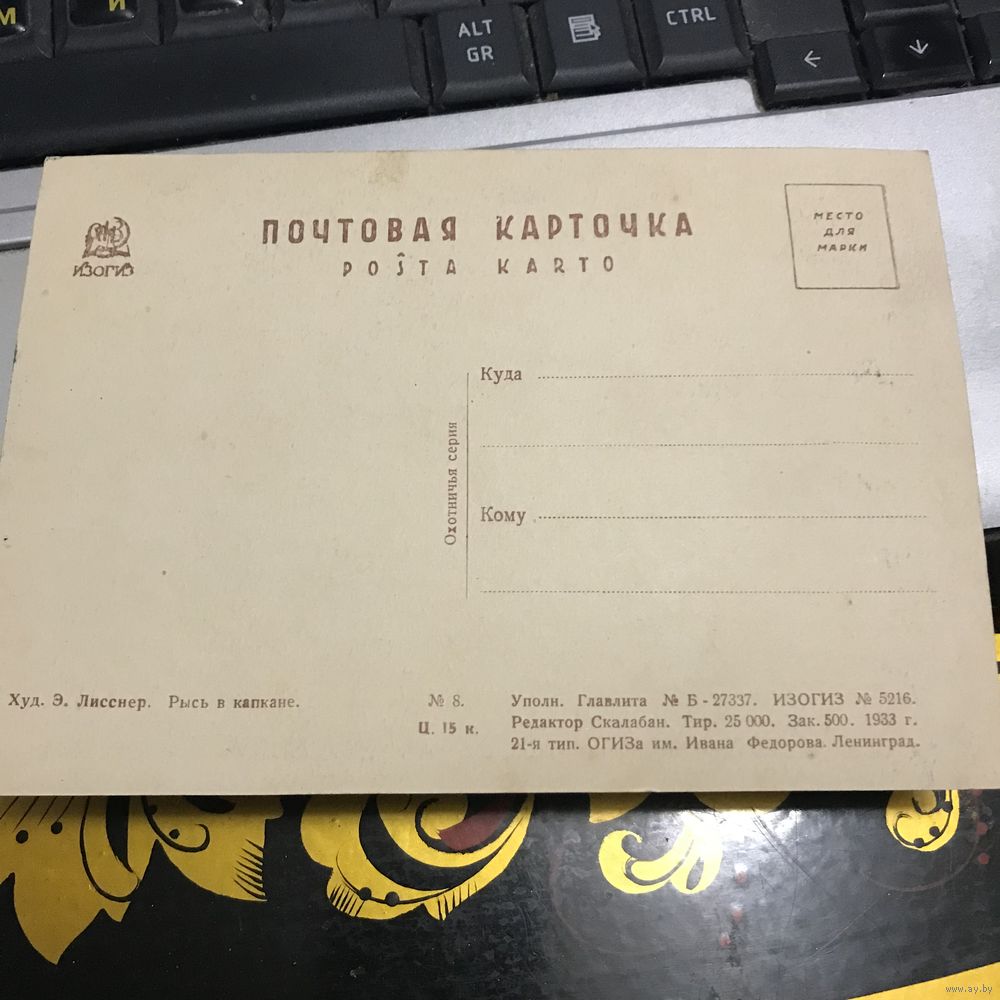 м
й
ALT
GR
CTRL
ИЗОГИЗ
ПОЧТОВАЯ КАРТОЧКА
POŜTA KARTO
МЕСТО
ДЛЯ
МАРКИ
Куда
Охотничья серия
Кому
Худ. Э. Лисснер. Рысь в капкане.
№ 8.
Ц. 15 к.
Уполн. Главлита № Б - 27337. ИЗОГИЗ № 5216.
Редактор Скалабан. Тир. 25 000. Зак. 500. 1933 г.
21-я тип. ОГИЗа им. Ивана Федорова. Ленинград.
www.ay.by